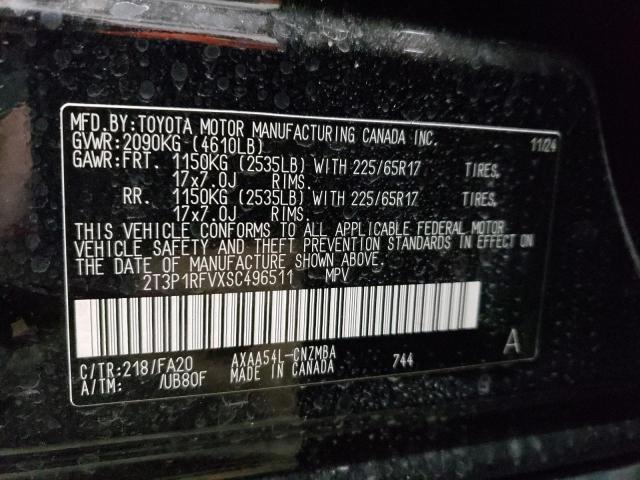 MFD.BY:TOYOTA MOTOR MANUFACTURING CANADA INC.
GVWR:2090KG (4610LB) 11/24
GAWR:FRT. 1150KG (2535LB) WITH 225/65R17 TIRES,
17x7.0J RIMS.
RR. 1150KG (2535LB) WITH 225/65R17 TIRES,
17x7.0J RIMS.
THIS VEHICLE CONFORMS TO ALL APPLICABLE FEDERAL MOTOR
VEHICLE SAFETY AND THEFT PREVENTION STANDARDS IN EFFECT ON
THE DATE OF MANUFACTURE SHOWN ABOVE.
2T3P1RFVXSC496511 MPV
C/TR:218/FA20 AXAA54L-CNZMBA 744 A
A/TM: /UB80F MADE IN CANADA